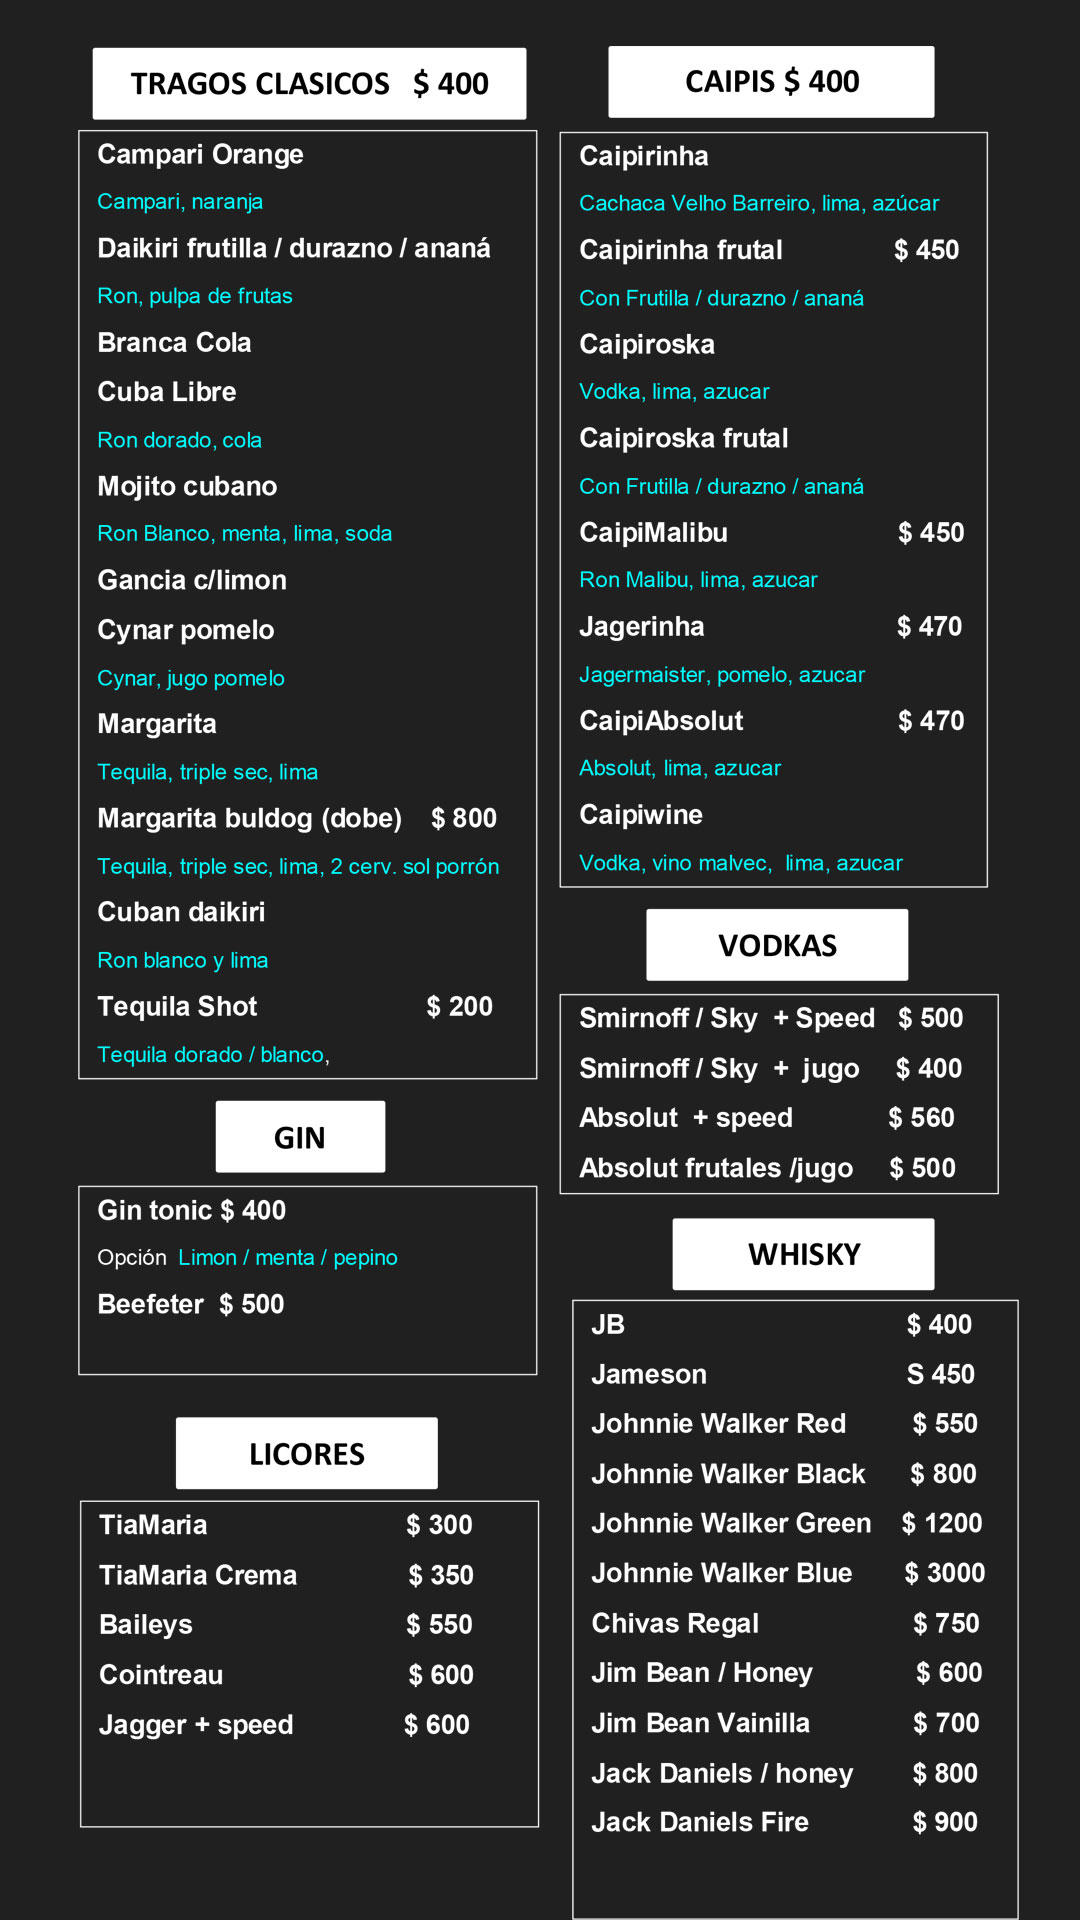 TRAGOS CLASICOS $ 400
Campari Orange
Campari, naranja
Daikiri frutilla / durazno / ananá
Ron, pulpa de frutas
Branca Cola
Cuba Libre
Ron dorado, cola
Mojito cubano
Ron Blanco, menta, lima, soda
Gancia c/limon
Cynar pomelo
Cynar, jugo pomelo
Margarita
Tequila, triple sec, lima
Margarita buldog (dobe) $ 800
Tequila, triple sec, lima, 2 cerv. sol porrón
Cuban daikiri
Ron blanco y lima
Tequila Shot $ 200
Tequila dorado / blanco,
GIN
Gin tonic $ 400
Opción Limon / menta / pepino
Beefeter $ 500
LICORES
TiaMaria $ 300
TiaMaria Crema $ 350
Baileys $ 550
Cointreau $ 600
Jagger + speed $ 600
CAIPIS $ 400
Caipirinha
Cachaca Velho Barreiro, lima, azúcar
Caipirinha frutal $ 450
Con Frutilla / durazno / ananá
Caipiroska
Vodka, lima, azucar
Caipiroska frutal
Con Frutilla / durazno / ananá
CaipiMalibu $ 450
Ron Malibu, lima, azucar
Jagerinha $ 470
Jagermaister, pomelo, azucar
CaipiAbsolut $ 470
Absolut, lima, azucar
Caipiwine
Vodka, vino malvec, lima, azucar
VODKAS
Smirnoff / Sky + Speed $ 500
Smirnoff / Sky + jugo $ 400
Absolut + speed $ 560
Absolut frutales /jugo $ 500
WHISKY
JB $ 400
Jameson S 450
Johnnie Walker Red $ 550
Johnnie Walker Black $ 800
Johnnie Walker Green $ 1200
Johnnie Walker Blue $ 3000
Chivas Regal $ 750
Jim Bean / Honey $ 600
Jim Bean Vainilla $ 700
Jack Daniels / honey $ 800
Jack Daniels Fire $ 900